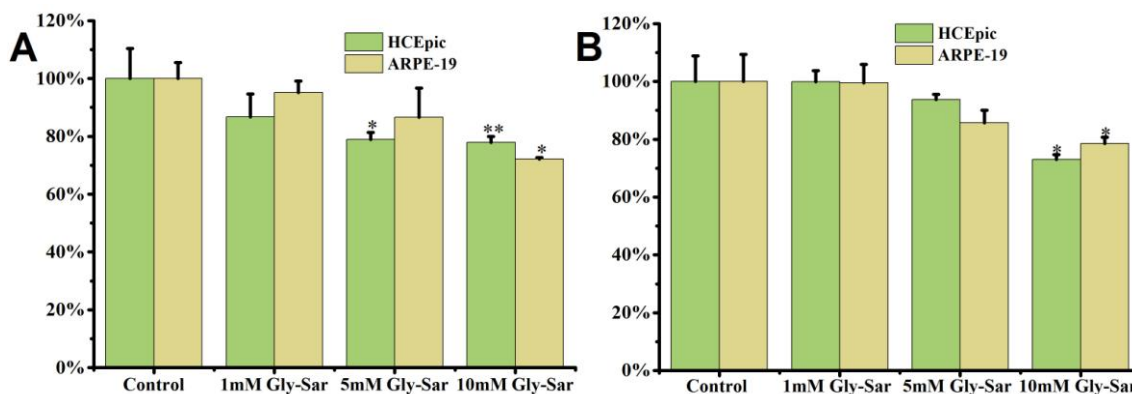 A
120%
100%
80%
60%
40%
20%
0%
HCEpic
ARPE-19
*
**
*
Control 1mM Gly-Sar 5mM Gly-Sar 10mM Gly-Sar
B
120%
100%
80%
60%
40%
20%
0%
HCEpic
ARPE-19
*
*
Control 1mM Gly-Sar 5mM Gly-Sar 10mM Gly-Sar